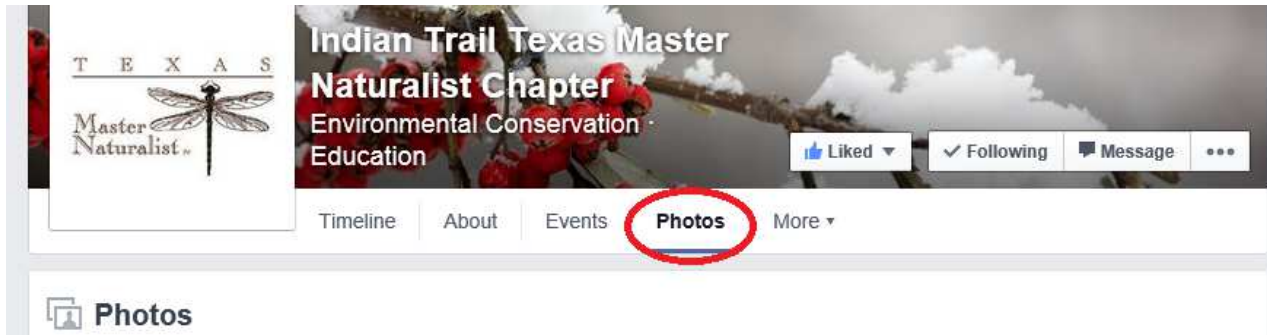 T E X A S
Master
Naturalist
Indian Trail Texas Master
Naturalist Chapter
Environmental Conservation ·
Education
Liked
Following
Message
Timeline
About
Events
Photos
More
Photos